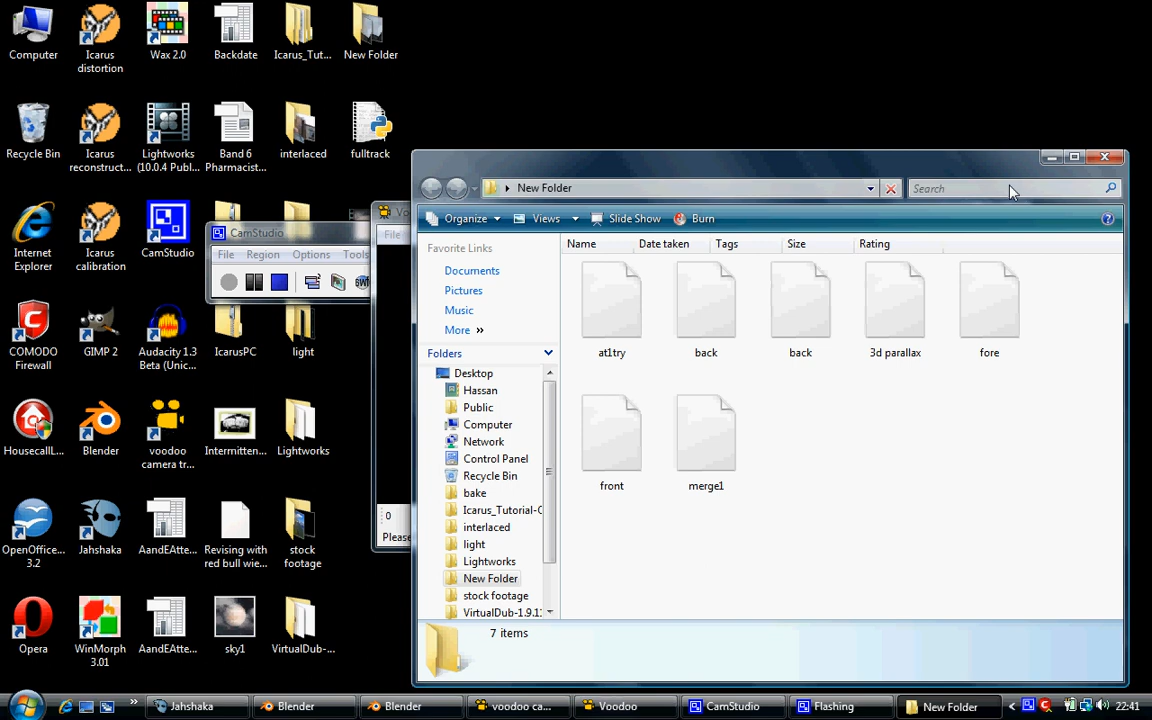 Computer
Icarus distortion
Wax 2.0
Backdate
Icarus_Tut...
New Folder
Recycle Bin
Icarus reconstruct...
Lightworks (10.0.4 Publ...
Band 6 Pharmacist...
interlaced
fulltrack
Internet Explorer
Icarus calibration
CamStudio
COMODO Firewall
GIMP 2
Audacity 1.3 Beta (Unic...
IcarusPC
light
HousecallL...
Blender
voodoo camera tr...
Intermitten...
Lightworks
OpenOffice... 3.2
Jahshaka
AandEAtte...
Revising with red bull wie...
stock footage
Opera
WinMorph 3.01
AandEAtte...
sky1
VirtualDub-...
CamStudio
File Region Options Tools
Vo
File
0
Please
New Folder
Search
Organize Views Slide Show Burn
Favorite Links
Documents
Pictures
Music
More »
Folders
Desktop
Hassan
Public
Computer
Network
Control Panel
Recycle Bin
bake
Icarus_Tutorial-C
interlaced
light
Lightworks
New Folder
stock footage
VirtualDub-1.9.11
Name Date taken Tags Size Rating
at1try back back 3d parallax fore
front merge1
7 items
Jahshaka Blender Blender voodoo ca... Voodoo CamStudio Flashing New Folder 22:41